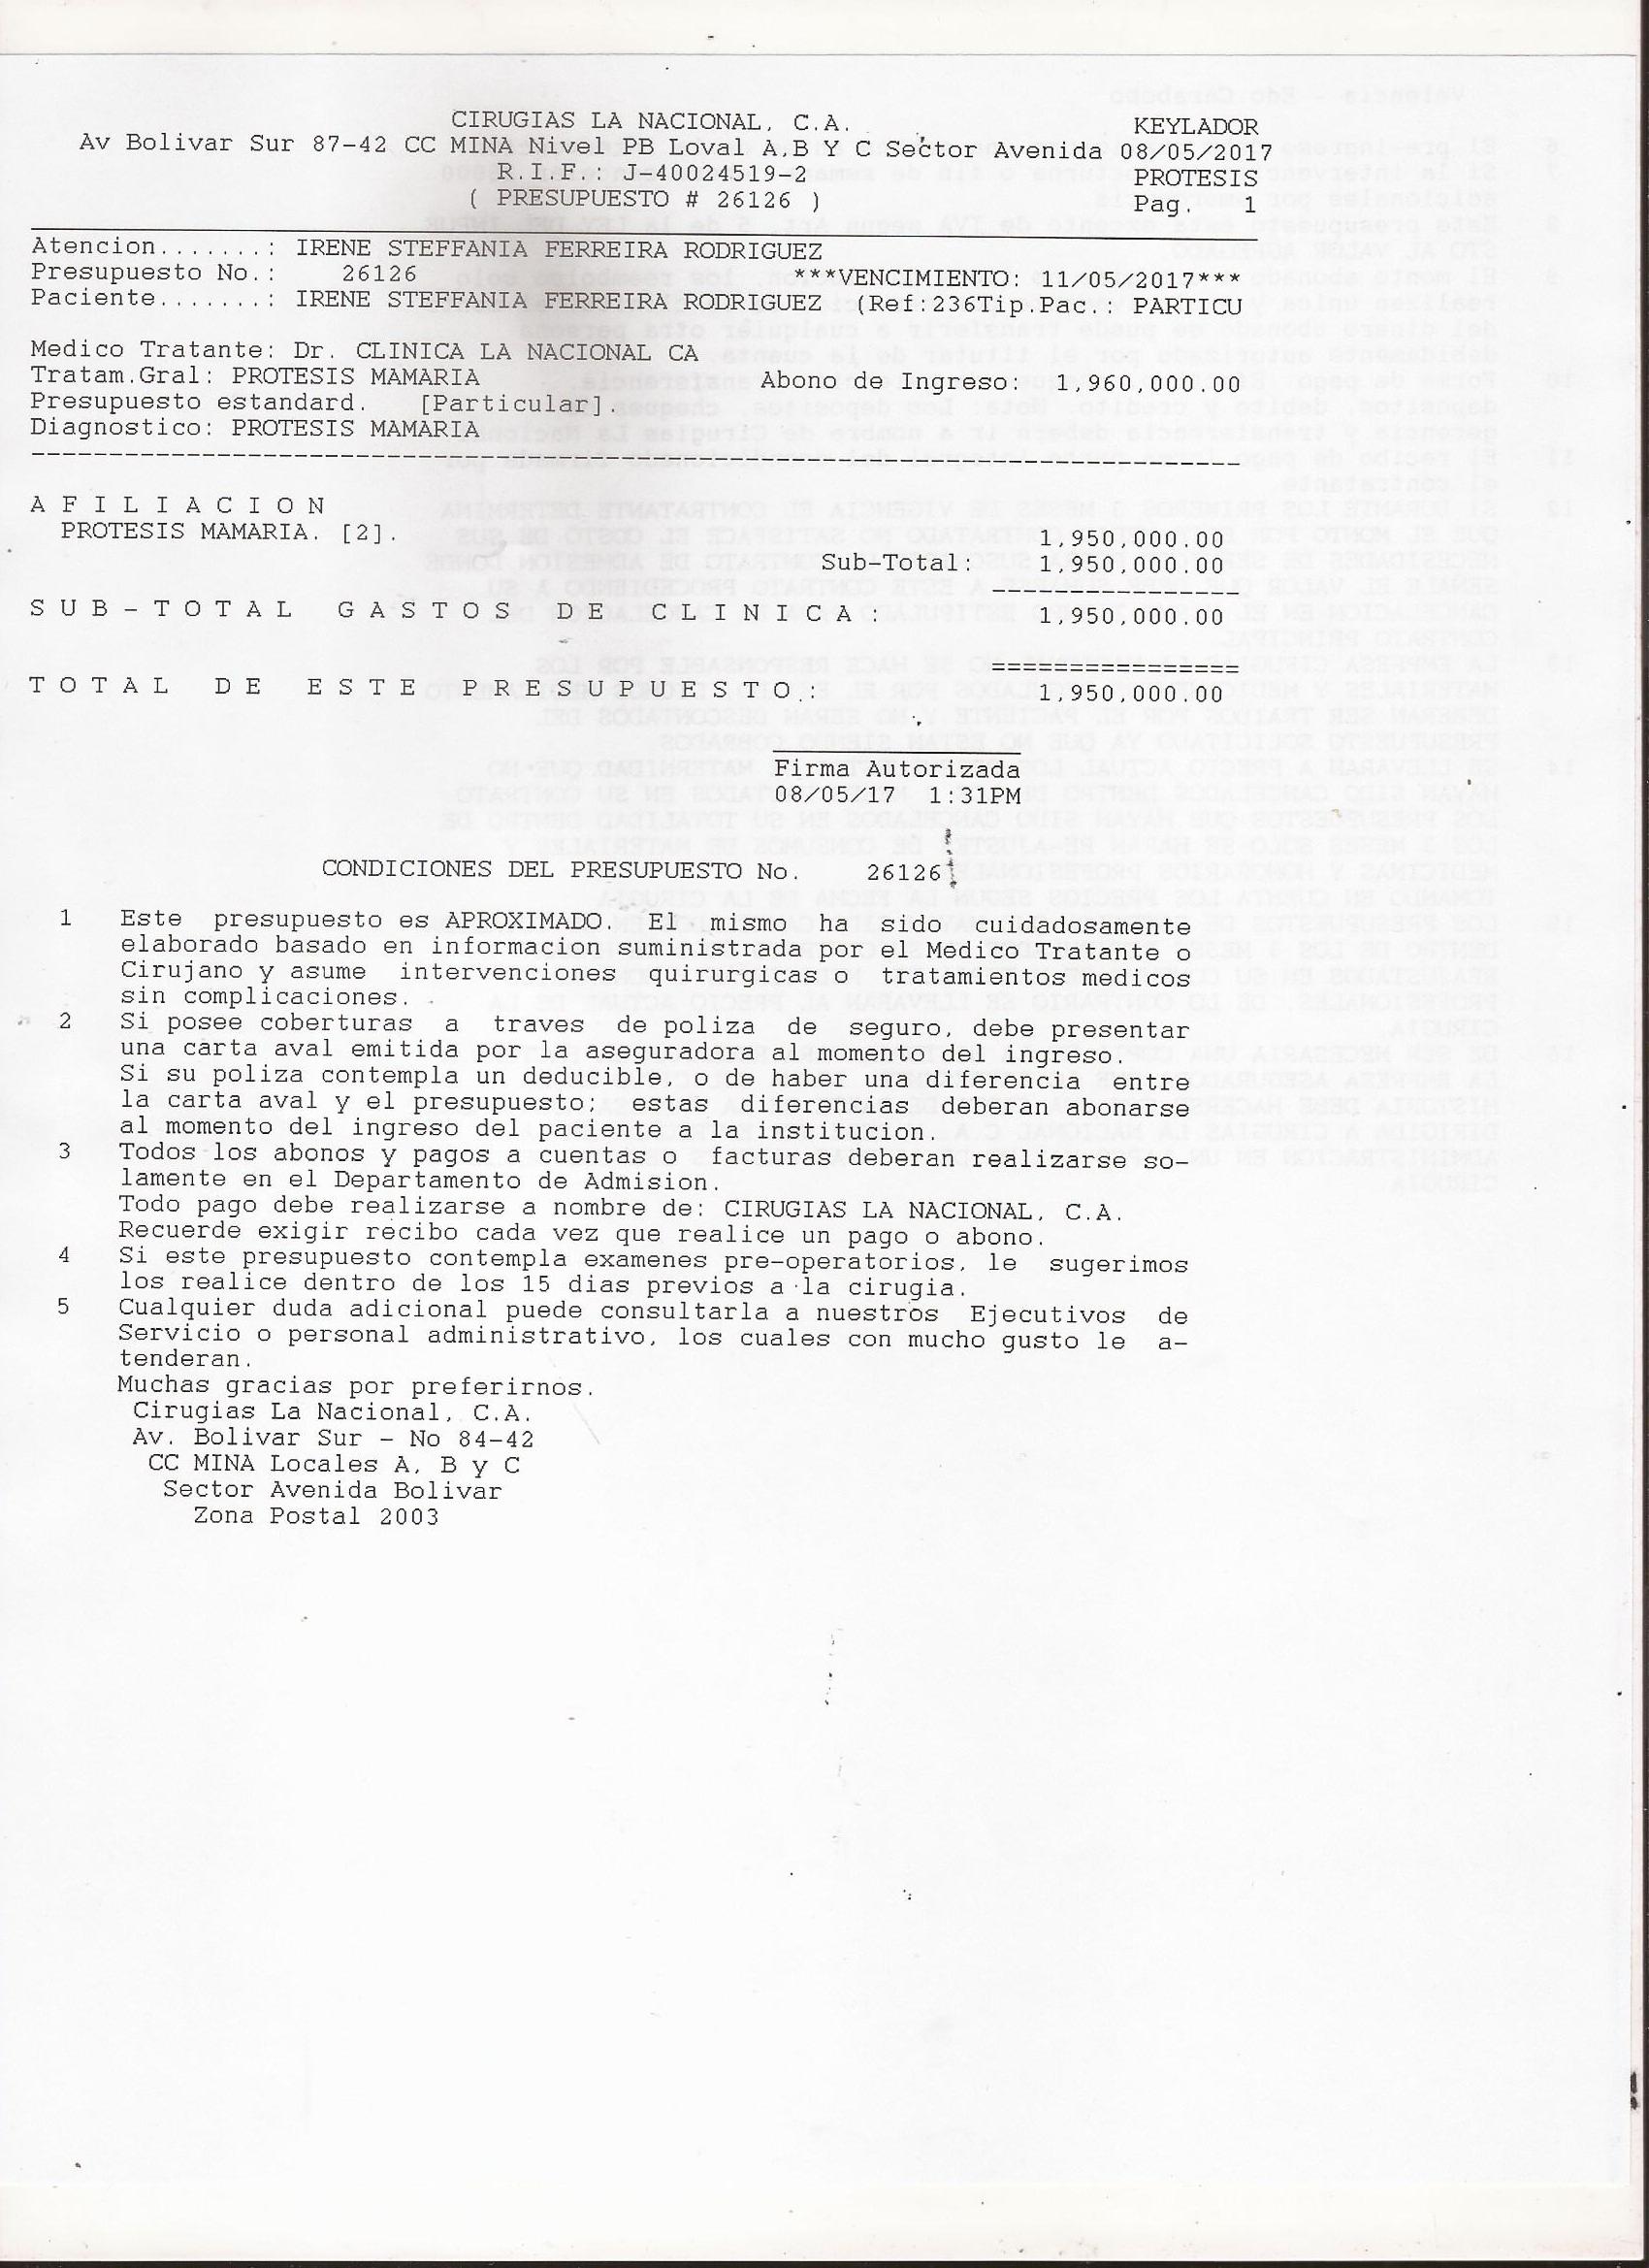 CIRUGIAS LA NACIONAL, C.A. KEYLADOR
Av Bolivar Sur 87-42 CC MINA Nivel PB Loval A,B Y C Sector Avenida 08/05/2017
R.I.F.: J-40024519-2 PROTESIS
( PRESUPUESTO # 26126 ) Pag. 1
Atencion.......: IRENE STEFFANIA FERREIRA RODRIGUEZ
Presupuesto No.: 26126 ***VENCIMIENTO: 11/05/2017***
Paciente.......: IRENE STEFFANIA FERREIRA RODRIGUEZ (Ref:236Tip.Pac.: PARTICU
Medico Tratante: Dr. CLINICA LA NACIONAL CA
Tratam.Gral: PROTESIS MAMARIA Abono de Ingreso: 1,960,000.00
Presupuesto estandard. [Particular].
Diagnostico: PROTESIS MAMARIA
A F I L I A C I O N
PROTESIS MAMARIA. [2]. 1,950,000.00
Sub-Total: 1,950,000.00
S U B - T O T A L G A S T O S D E C L I N I C A : 1,950,000.00
T O T A L D E E S T E P R E S U P U E S T O : 1,950,000.00
Firma Autorizada
08/05/17 1:31PM
CONDICIONES DEL PRESUPUESTO No. 26126
1 Este presupuesto es APROXIMADO. El mismo ha sido cuidadosamente
elaborado basado en informacion suministrada por el Medico Tratante o
Cirujano y asume intervenciones quirurgicas o tratamientos medicos
sin complicaciones.
2 Si posee coberturas a traves de poliza de seguro, debe presentar
una carta aval emitida por la aseguradora al momento del ingreso.
Si su poliza contempla un deducible, o de haber una diferencia entre
la carta aval y el presupuesto; estas diferencias deberan abonarse
al momento del ingreso del paciente a la institucion.
3 Todos los abonos y pagos a cuentas o facturas deberan realizarse so-
lamente en el Departamento de Admision.
Todo pago debe realizarse a nombre de: CIRUGIAS LA NACIONAL, C.A.
Recuerde exigir recibo cada vez que realice un pago o abono.
4 Si este presupuesto contempla examenes pre-operatorios, le sugerimos
los realice dentro de los 15 dias previos a la cirugia.
5 Cualquier duda adicional puede consultarla a nuestros Ejecutivos de
Servicio o personal administrativo, los cuales con mucho gusto le a-
tenderan.
Muchas gracias por preferirnos.
Cirugias La Nacional, C.A.
Av. Bolivar Sur - No 84-42
CC MINA Locales A, B y C
Sector Avenida Bolivar
Zona Postal 2003